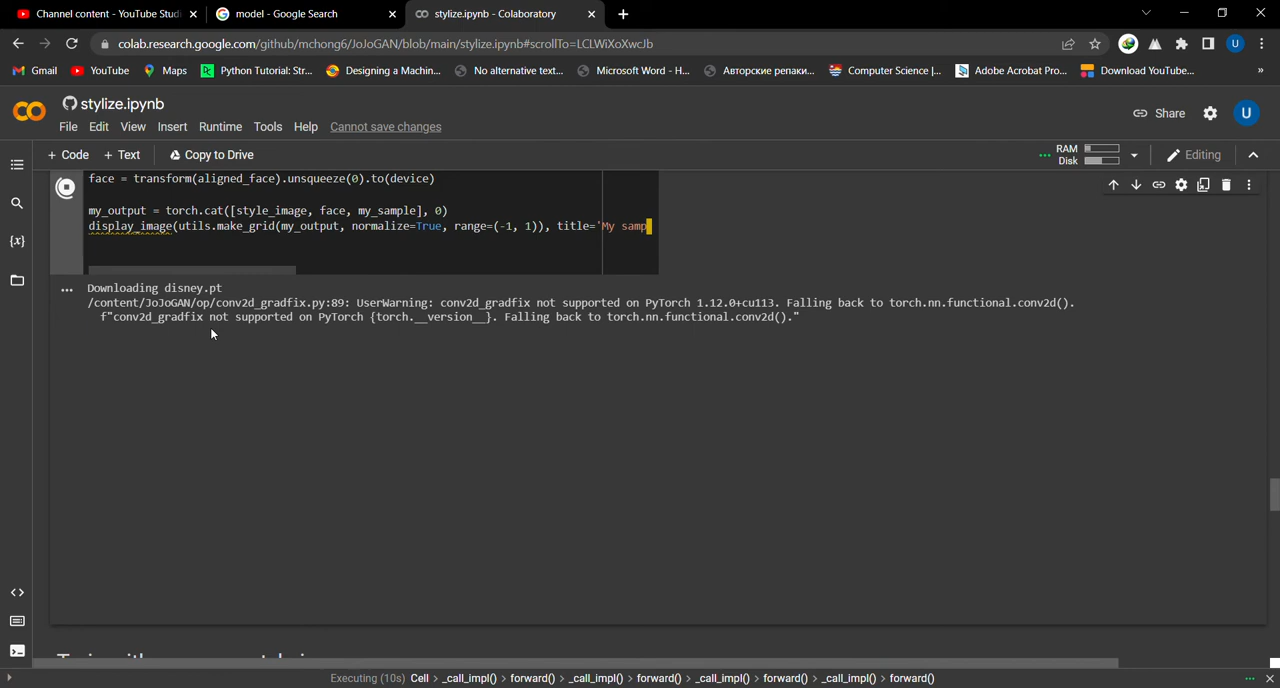 Channel content - YouTube Studi
model - Google Search
stylize.ipynb - Colaboratory
colab.research.google.com/github/mchong6/JoJoGAN/blob/main/stylize.ipynb#scrollTo=LCLWiXoXwcJb
U
Gmail YouTube Maps Python Tutorial: Str... Designing a Machin... No alternative text... Microsoft Word - H... Авторские репаки... Computer Science |... Adobe Acrobat Pro... Download YouTube... »
CO stylize.ipynb
File Edit View Insert Runtime Tools Help Cannot save changes
Share U
+ Code + Text Copy to Drive
RAM
Disk
Editing
face = transform(aligned_face).unsqueeze(0).to(device)
my_output = torch.cat([style_image, face, my_sample], 0)
display_image(utils.make_grid(my_output, normalize=True, range=(-1, 1)), title='My samp
{x}
Downloading disney.pt
/content/JoJoGAN/op/conv2d_gradfix.py:89: UserWarning: conv2d_gradfix not supported on PyTorch 1.12.0+cu113. Falling back to torch.nn.functional.conv2d().
f"conv2d_gradfix not supported on PyTorch {torch.__version__}. Falling back to torch.nn.functional.conv2d()."
Executing (10s) Cell > _call_impl() > forward() > _call_impl() > forward() > _call_impl() > forward() > _call_impl() > forward()